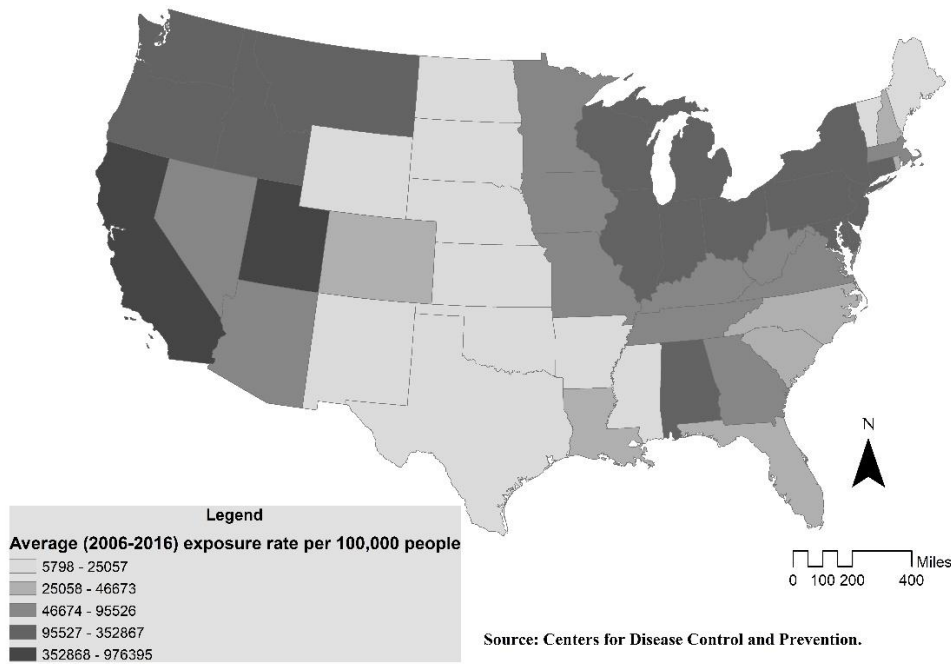 N
Legend
Average (2006-2016) exposure rate per 100,000 people
5798 - 25057
25058 - 46673
46674 - 95526
95527 - 352867
352868 - 976395
Miles
0 100 200 400
Source: Centers for Disease Control and Prevention.